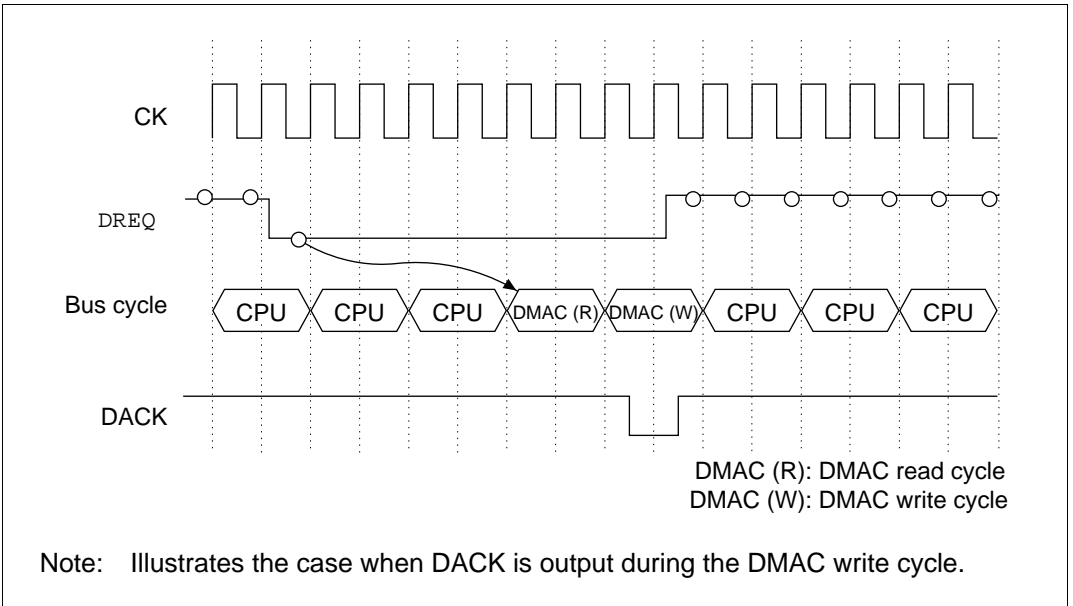 CK
DREQ
Bus cycle CPU CPU CPU DMAC (R) DMAC (W) CPU CPU CPU
DACK
DMAC (R): DMAC read cycle
DMAC (W): DMAC write cycle
Note: Illustrates the case when DACK is output during the DMAC write cycle.